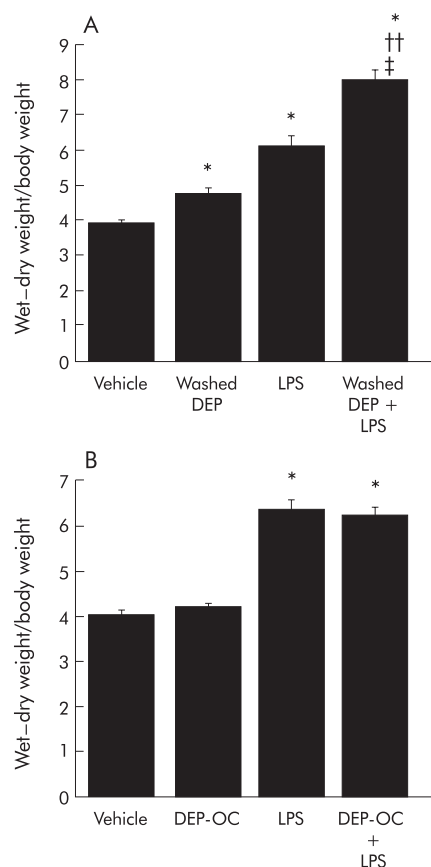 A
Wet–dry weight/body weight
9
8
7
6
5
4
3
2
1
0
*
*
*
††
‡
Vehicle
Washed
DEP
LPS
Washed
DEP +
LPS
B
Wet–dry weight/body weight
7
6
5
4
3
2
1
0
*
*
Vehicle
DEP-OC
LPS
DEP-OC
+
LPS